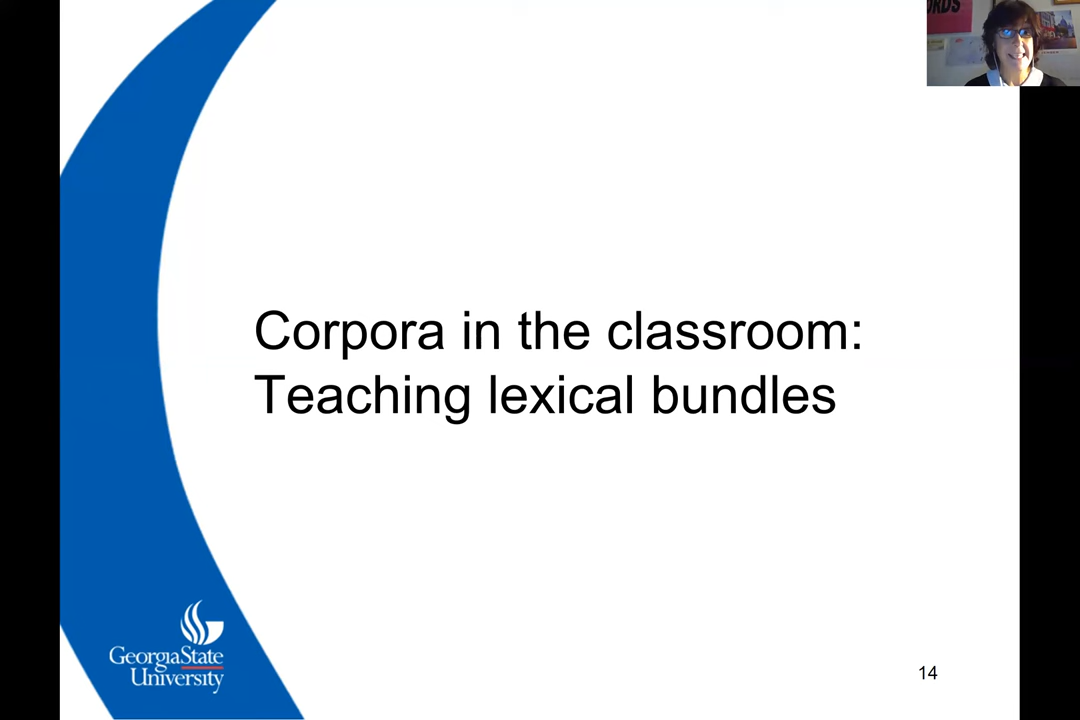 Corpora in the classroom:
Teaching lexical bundles
GeorgiaState
University
14